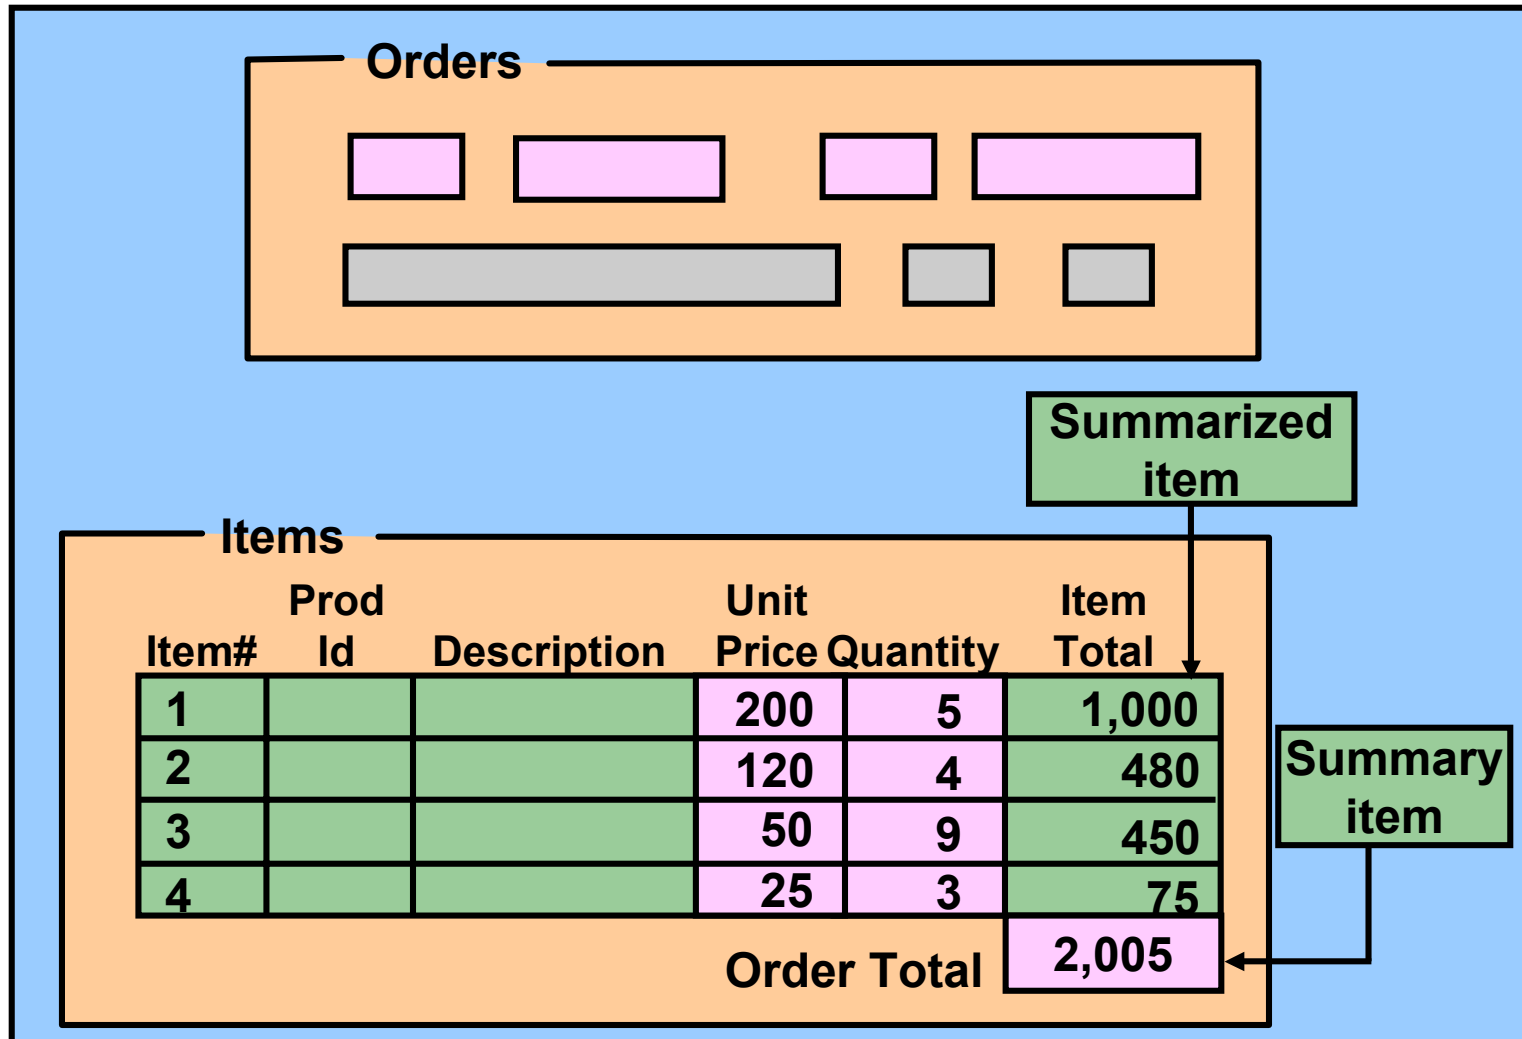 Orders
Summarized
item
Items
Prod Unit Item
Item# Id Description Price Quantity Total
1 200 5 1,000
2 120 4 480
3 50 9 450
4 25 3 75
Summary
item
Order Total 2,005